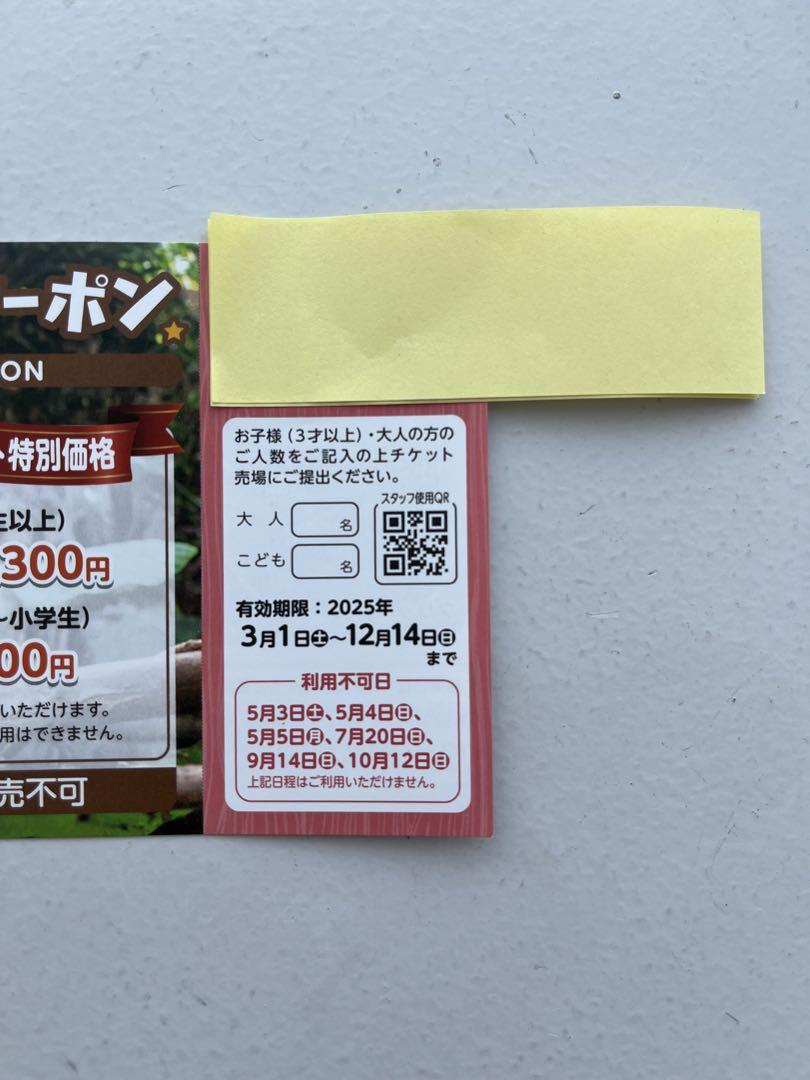 ーポン
ON
特別価格
生以上)
300円
～小学生)
00円
いただけます。
用はできません。
売不可
お子様(3才以上)・大人の方の
ご人数をご記入の上チケット
売場にご提出ください。
スタッフ使用QR
大人 名
こども 名
有効期限：2025年
3月1日㊏～12月14日㊐
まで
利用不可日
5月3日㊏、5月4日㊐、
5月5日㊊、7月20日㊐、
9月14日㊐、10月12日㊐
上記日程はご利用いただけません。